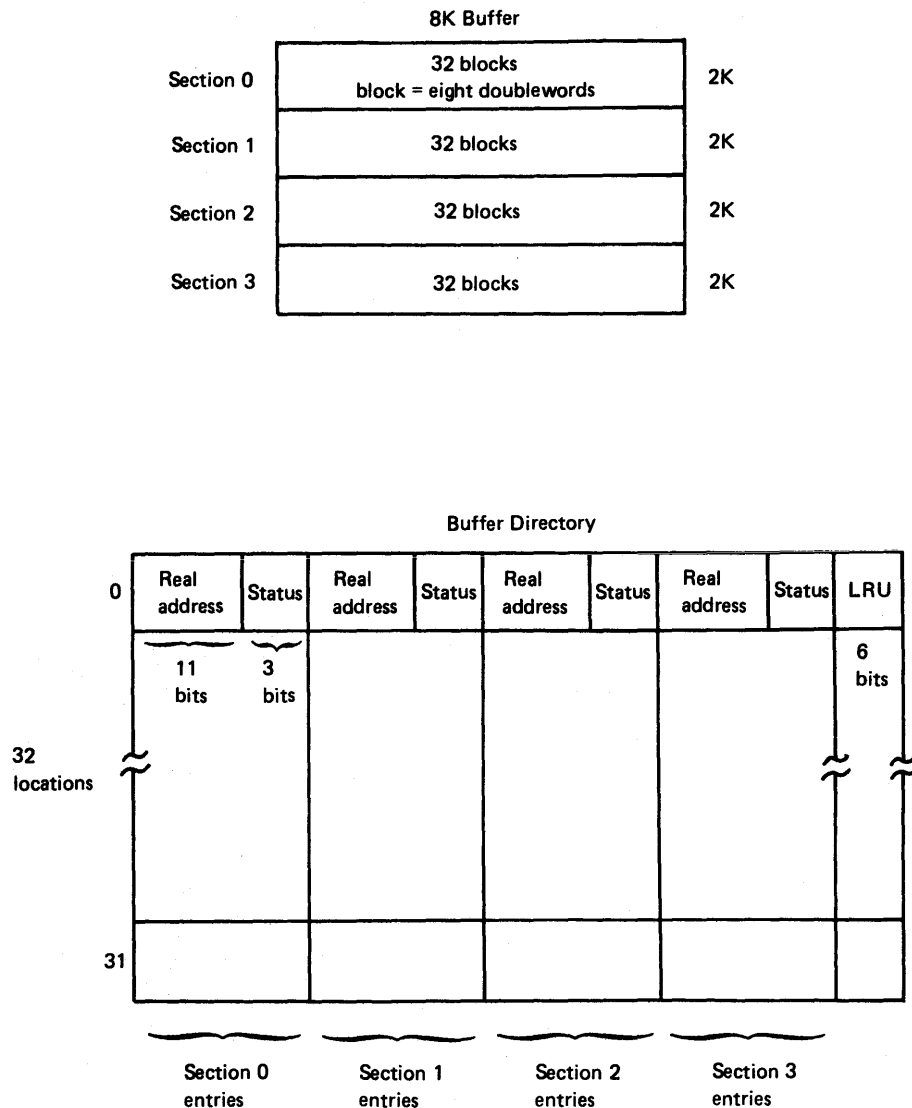 8K Buffer
Section 0
32 blocks
block = eight doublewords
2K
Section 1
32 blocks
2K
Section 2
32 blocks
2K
Section 3
32 blocks
2K
Buffer Directory
0
Real
address
Status
Real
address
Status
Real
address
Status
Real
address
Status
LRU
11
bits
3
bits
6
bits
32
locations
31
Section 0
entries
Section 1
entries
Section 2
entries
Section 3
entries